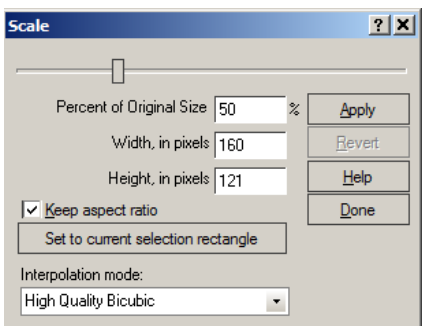 Scale
Percent of Original Size 50 % Apply
Width, in pixels 160 Revert
Height, in pixels 121 Help
Keep aspect ratio Done
Set to current selection rectangle
Interpolation mode:
High Quality Bicubic